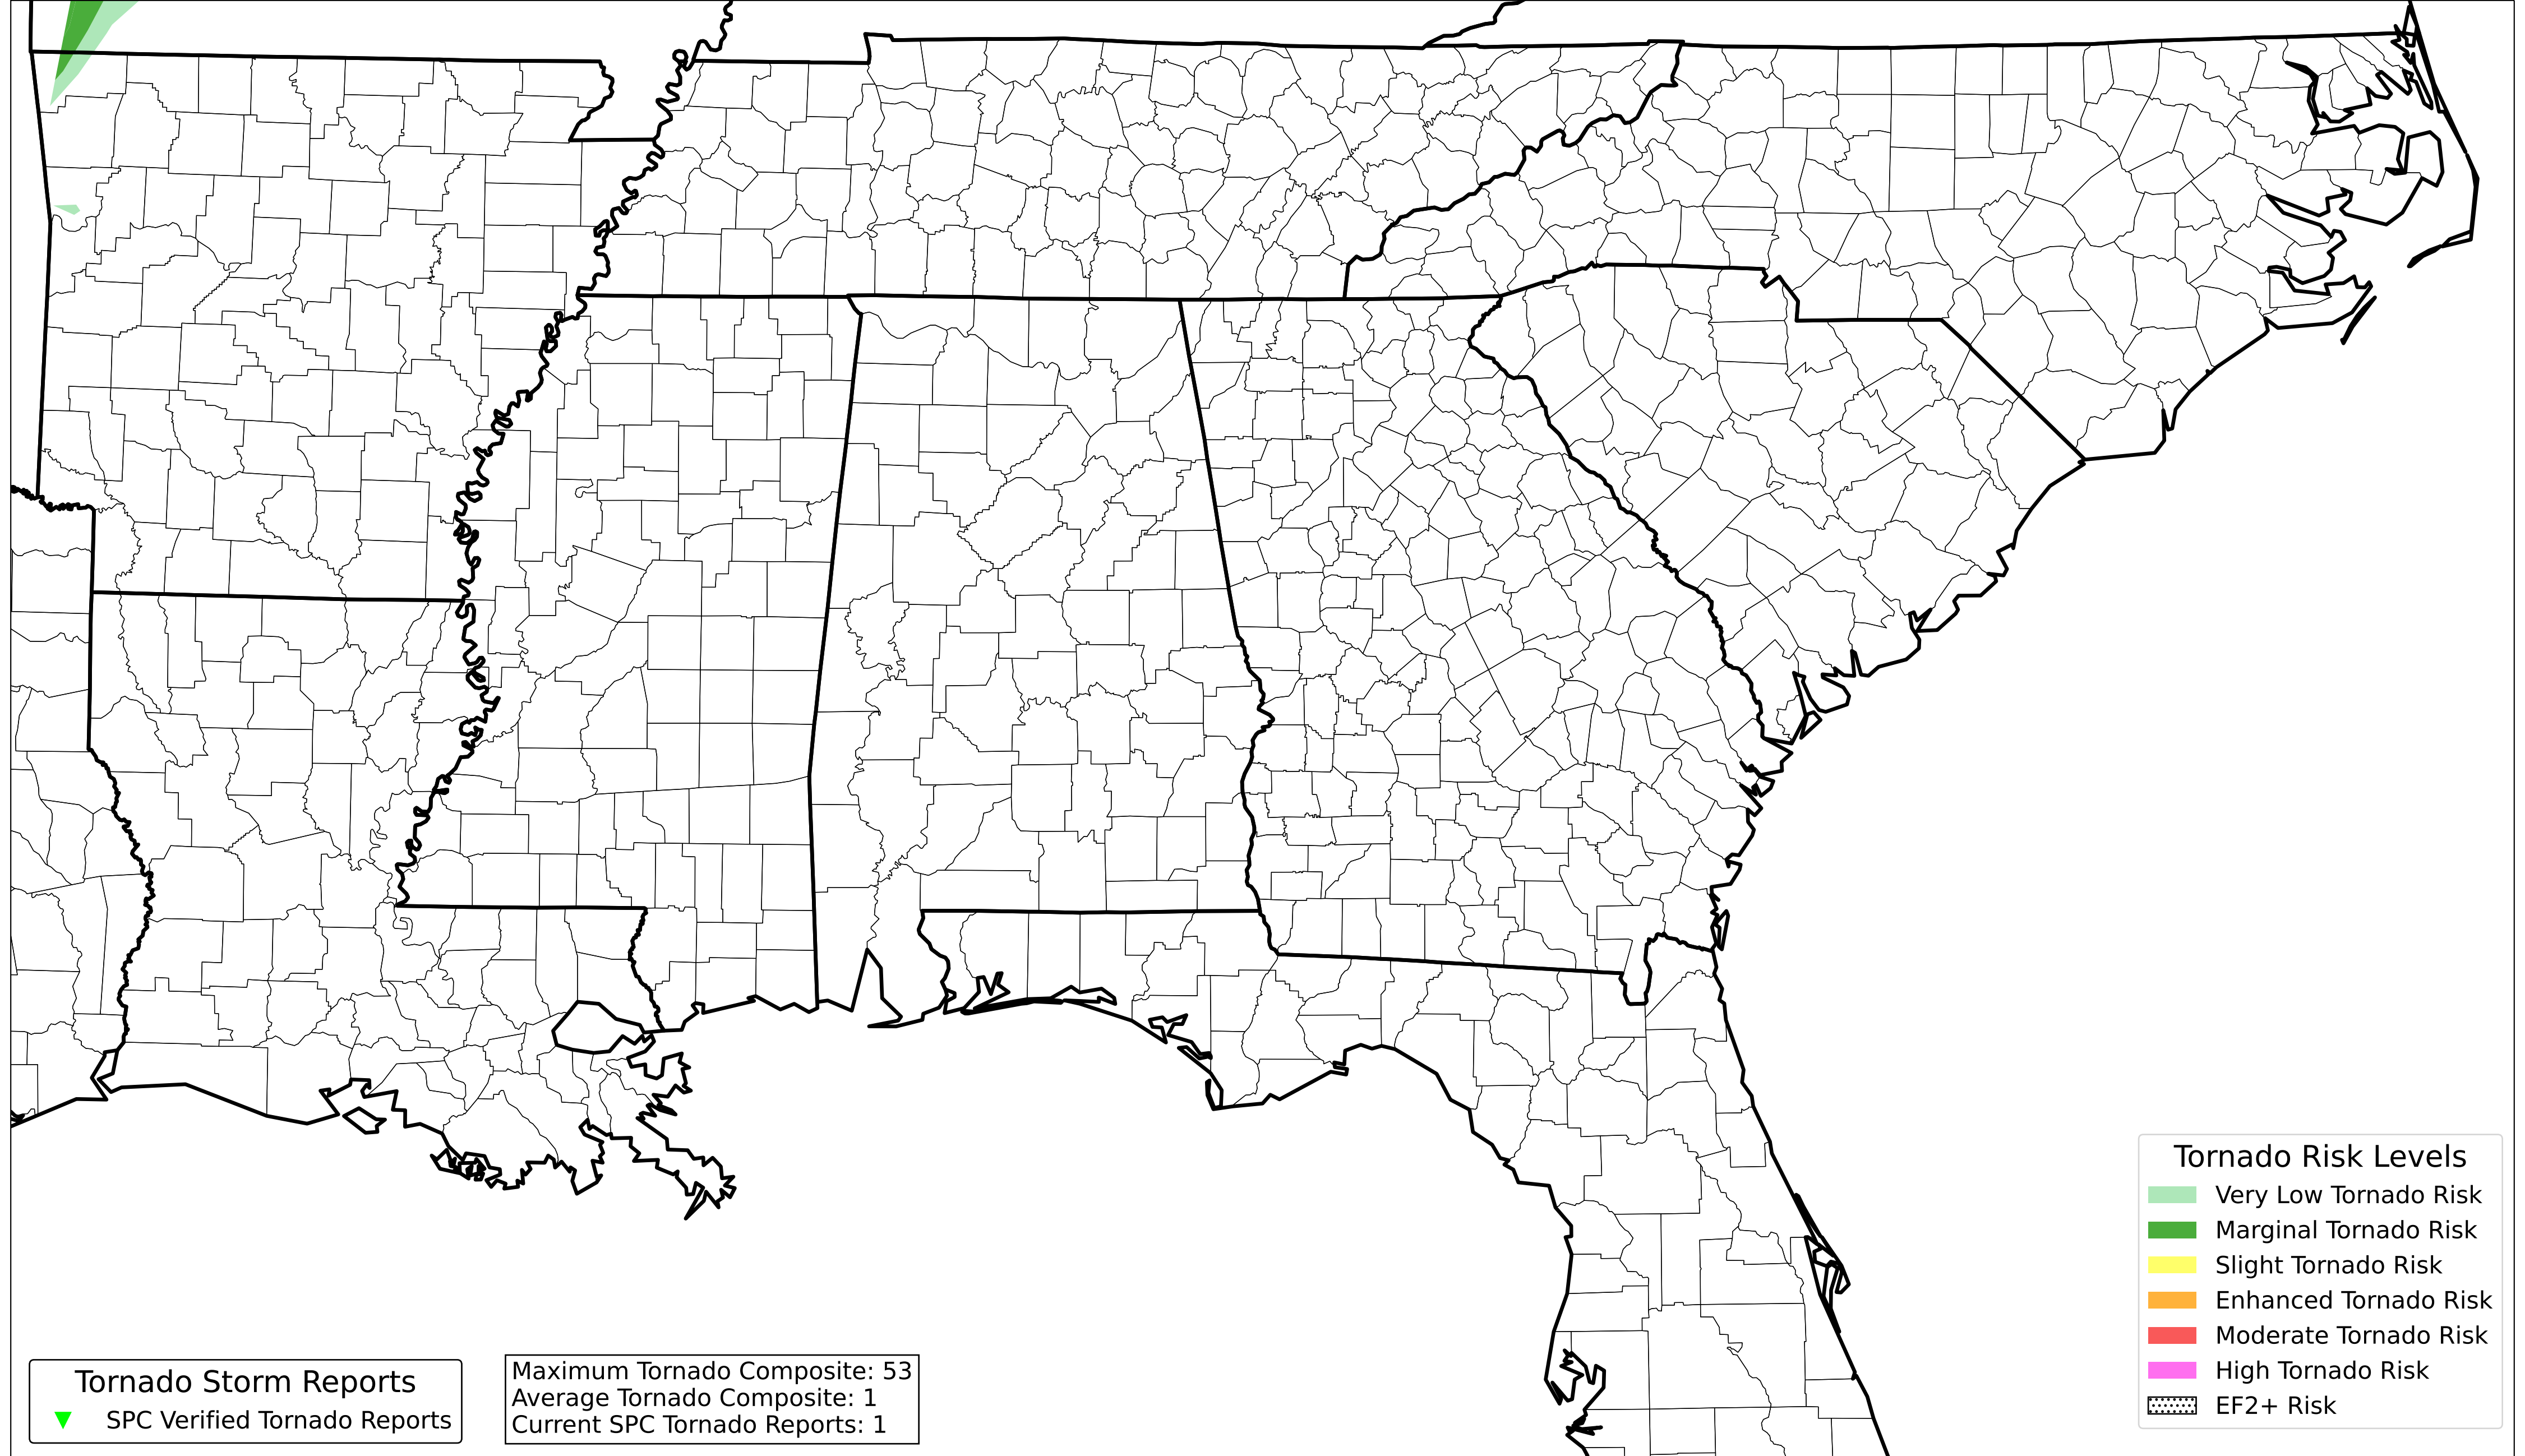 Tornado Risk Levels
Very Low Tornado Risk
Marginal Tornado Risk
Slight Tornado Risk
Enhanced Tornado Risk
Moderate Tornado Risk
High Tornado Risk
EF2+ Risk
Tornado Storm Reports
SPC Verified Tornado Reports
Maximum Tornado Composite: 53
Average Tornado Composite: 1
Current SPC Tornado Reports: 1